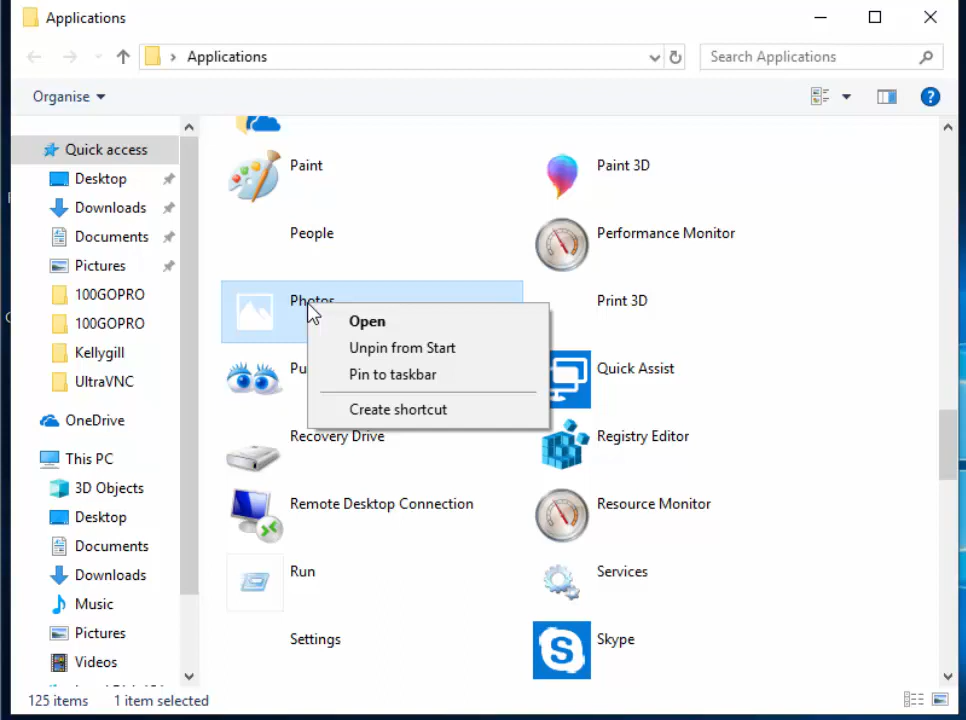 Applications
Applications
Search Applications
Organise
Quick access
Desktop
Downloads
Documents
Pictures
100GOPRO
100GOPRO
Kellygill
UltraVNC
OneDrive
This PC
3D Objects
Desktop
Documents
Downloads
Music
Pictures
Videos
Paint
Paint 3D
People
Performance Monitor
Photos
Print 3D
Open
Unpin from Start
Pin to taskbar
Create shortcut
Quick Assist
Recovery Drive
Registry Editor
Remote Desktop Connection
Resource Monitor
Run
Services
Settings
Skype
125 items
1 item selected